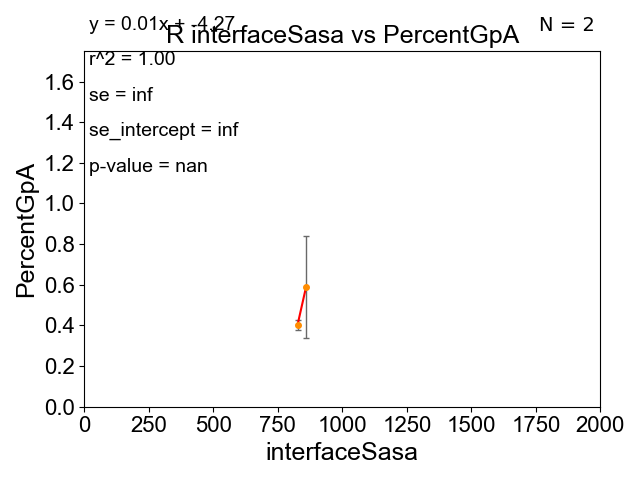 y = 0.01x + -4.27
N = 2
R interfaceSasa vs PercentGpA
r^2 = 1.00
se = inf
se_intercept = inf
p-value = nan
PercentGpA
1.6
1.4
1.2
1.0
0.8
0.6
0.4
0.2
0.0
0 250 500 750 1000 1250 1500 1750 2000
interfaceSasa